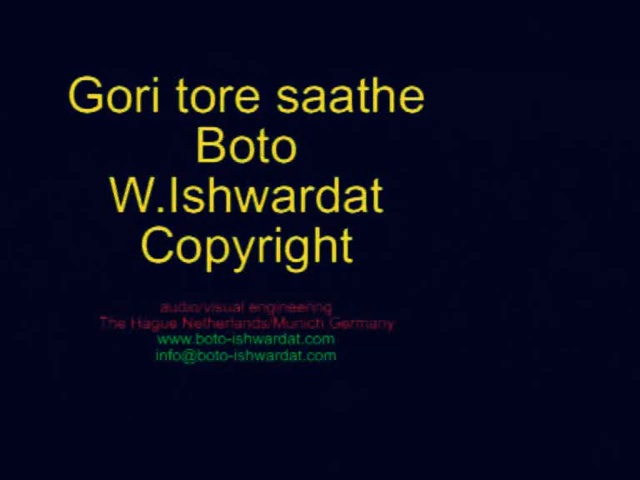 Gori tore saathe
Boto
W.Ishwardat
Copyright
audio/visual engineering
The Hague Netherlands/Munich Germany
www.boto-ishwardat.com
info@boto-ishwardat.com